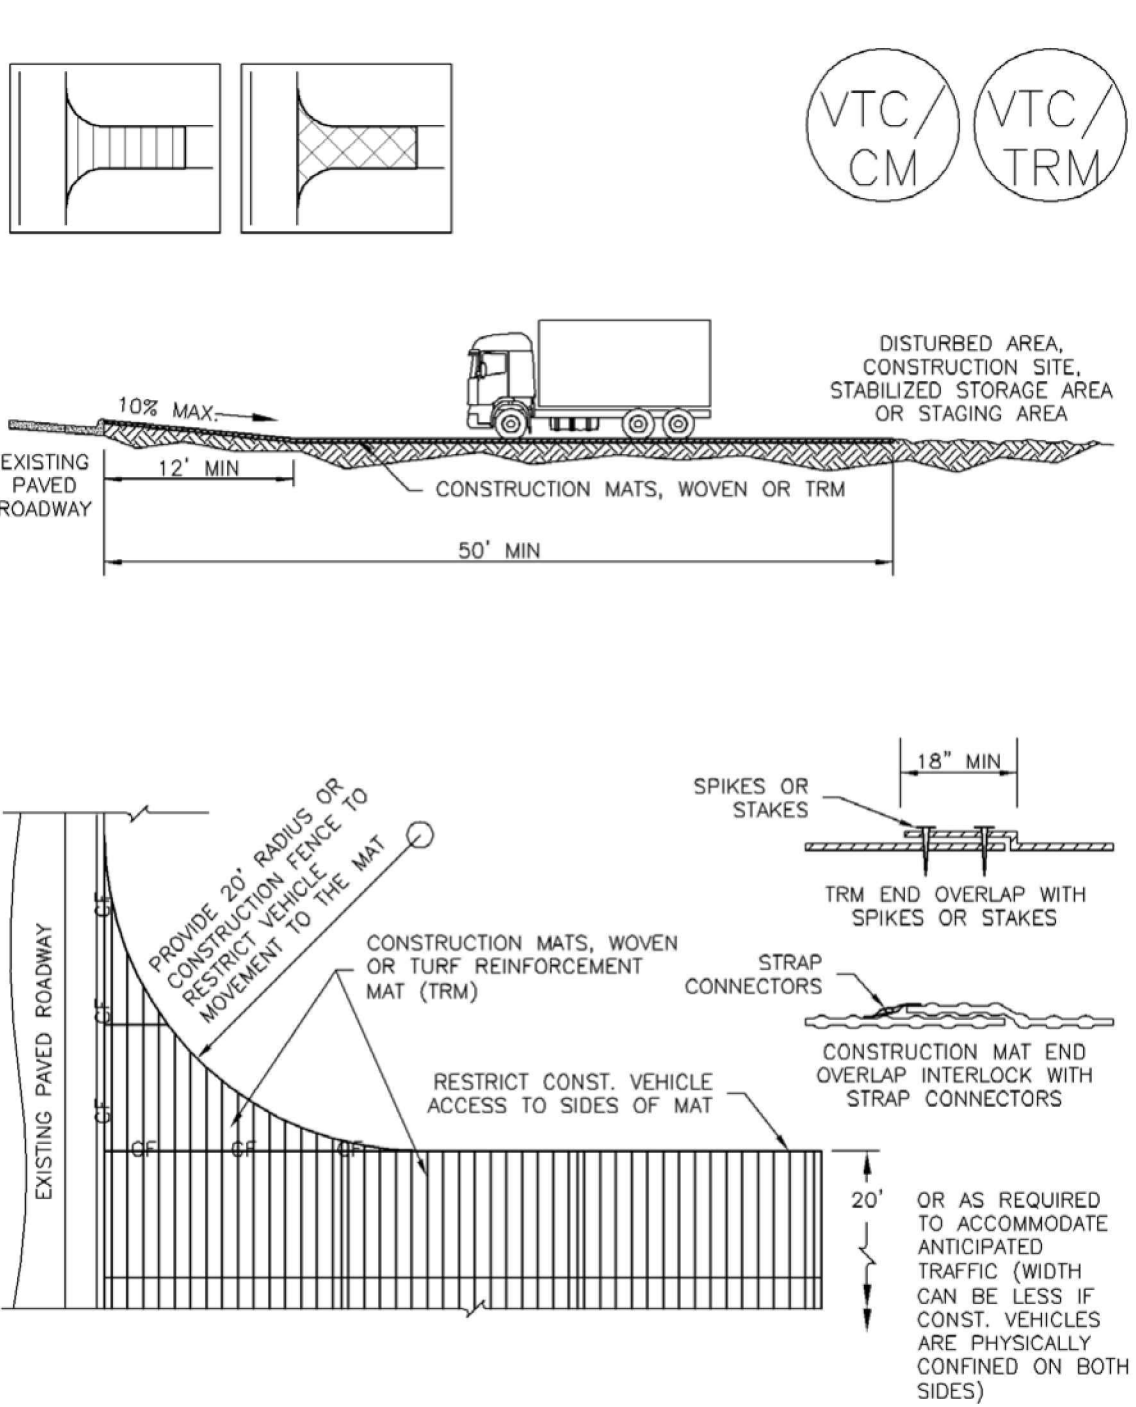 VTC/
CM
VTC/
TRM
DISTURBED AREA,
CONSTRUCTION SITE,
STABILIZED STORAGE AREA
OR STAGING AREA
10% MAX.
EXISTING
PAVED
ROADWAY
12' MIN
CONSTRUCTION MATS, WOVEN OR TRM
50' MIN
18" MIN
SPIKES OR
STAKES
TRM END OVERLAP WITH
SPIKES OR STAKES
PROVIDE 20' RADIUS OR
CONSTRUCTION FENCE TO
RESTRICT VEHICLE
MOVEMENT TO THE MAT
CONSTRUCTION MATS, WOVEN
OR TURF REINFORCEMENT
MAT (TRM)
STRAP
CONNECTORS
CONSTRUCTION MAT END
OVERLAP INTERLOCK WITH
STRAP CONNECTORS
RESTRICT CONST. VEHICLE
ACCESS TO SIDES OF MAT
EXISTING PAVED ROADWAY
CF
CF
CF
CF
CF
CF
20'
OR AS REQUIRED
TO ACCOMMODATE
ANTICIPATED
TRAFFIC (WIDTH
CAN BE LESS IF
CONST. VEHICLES
ARE PHYSICALLY
CONFINED ON BOTH
SIDES)